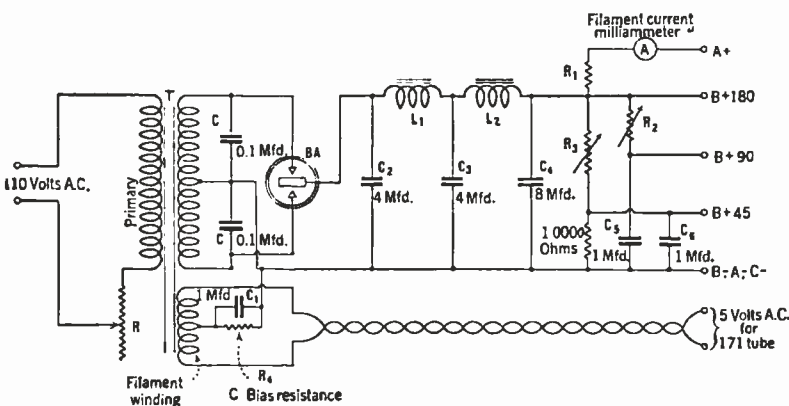 Filament current
milliammeter
A
A+
R1
T
B+180
L1
L2
R2
R3
C
0.1 Mfd.
BA
C2
4 Mfd.
C3
4 Mfd.
C4
8 Mfd.
B+90
110 Volts A.C.
Primary
B+45
C
0.1 Mfd.
10000
Ohms
C5
1 Mfd.
C6
1 Mfd.
B-, A-, C-
1 Mfd
C1
R
R4
5 Volts A.C.
for
171 tube
Filament
winding
C Bias resistance